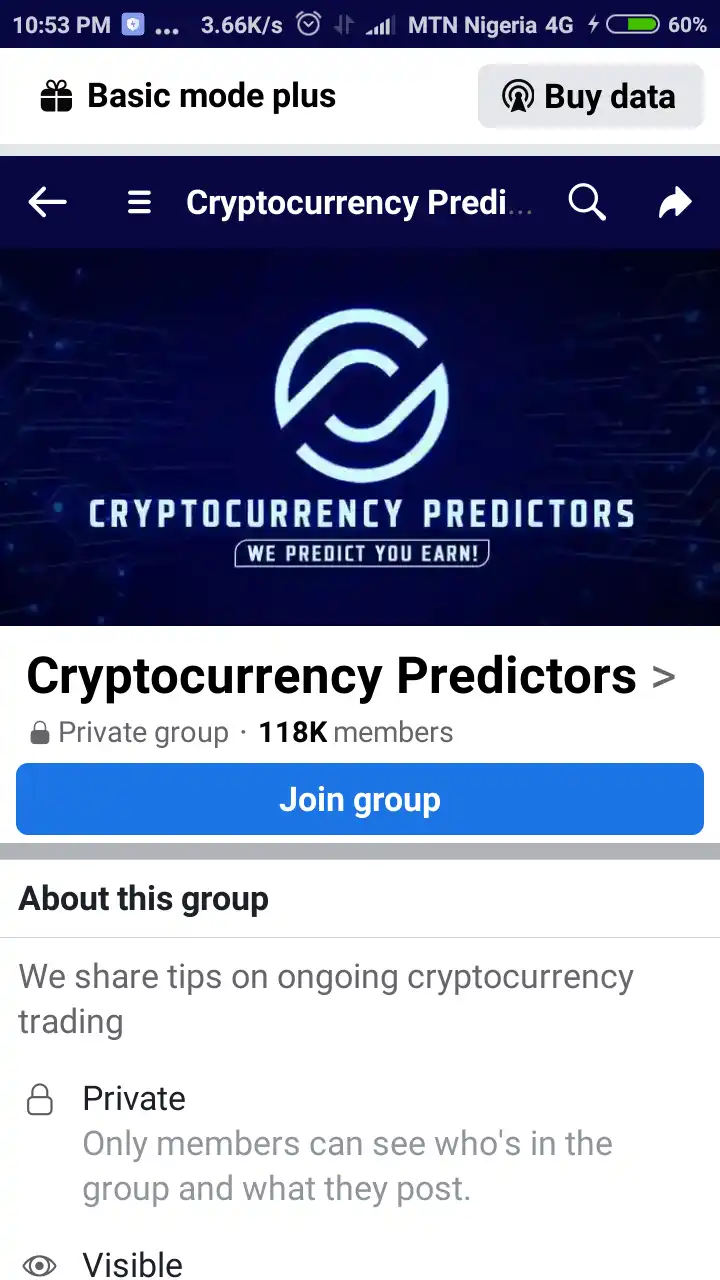 10:53 PM ... 3.66K/s MTN Nigeria 4G 60%
Basic mode plus
Buy data
Cryptocurrency Predi...
CRYPTOCURRENCY PREDICTORS
WE PREDICT YOU EARN!
Cryptocurrency Predictors >
Private group · 118K members
Join group
About this group
We share tips on ongoing cryptocurrency
trading
Private
Only members can see who's in the
group and what they post.
Visible